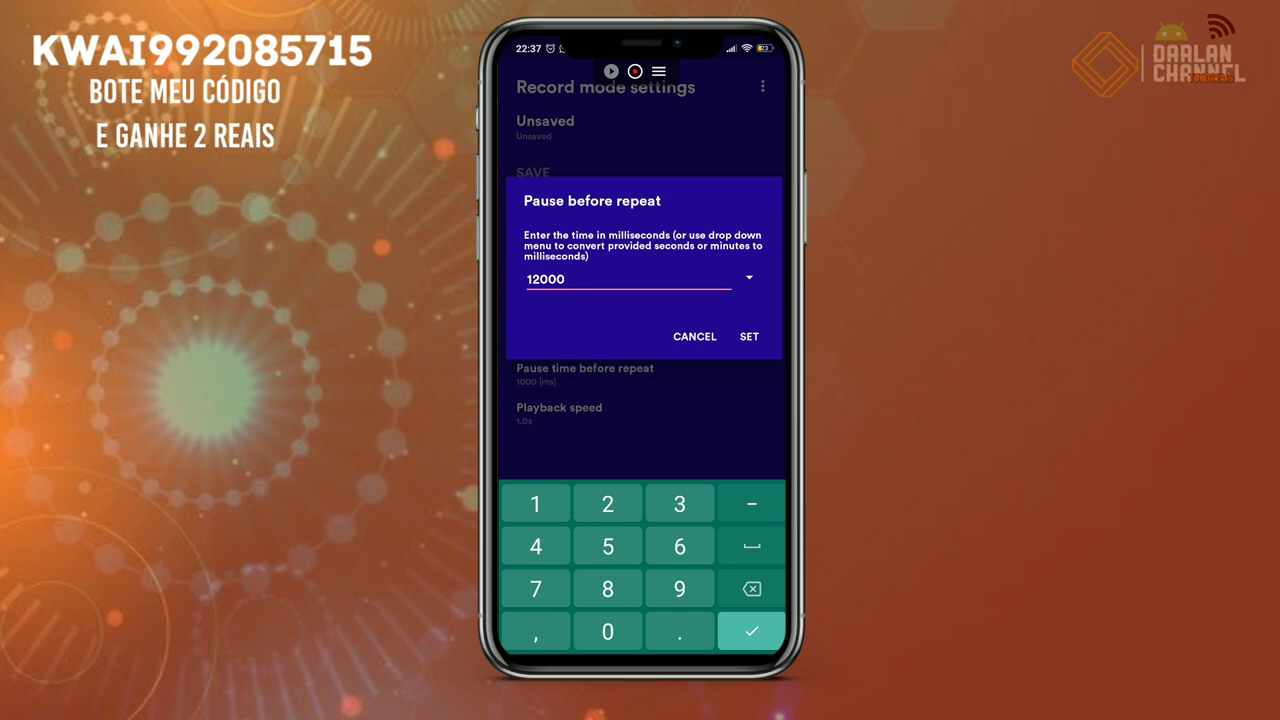 KWAI992085715
BOTE MEU CÓDIGO
E GANHE 2 REAIS
DARLAN
CHANNEL
22:37
23
Record mode settings
Unsaved
Unsaved
SAVE
Pause before repeat
Enter the time in milliseconds (or use drop down
menu to convert provided seconds or minutes to
milliseconds)
12000
CANCEL SET
Pause time before repeat
1000 [ms]
Playback speed
1.0x
1 2 3 -
4 5 6
7 8 9
, 0 .